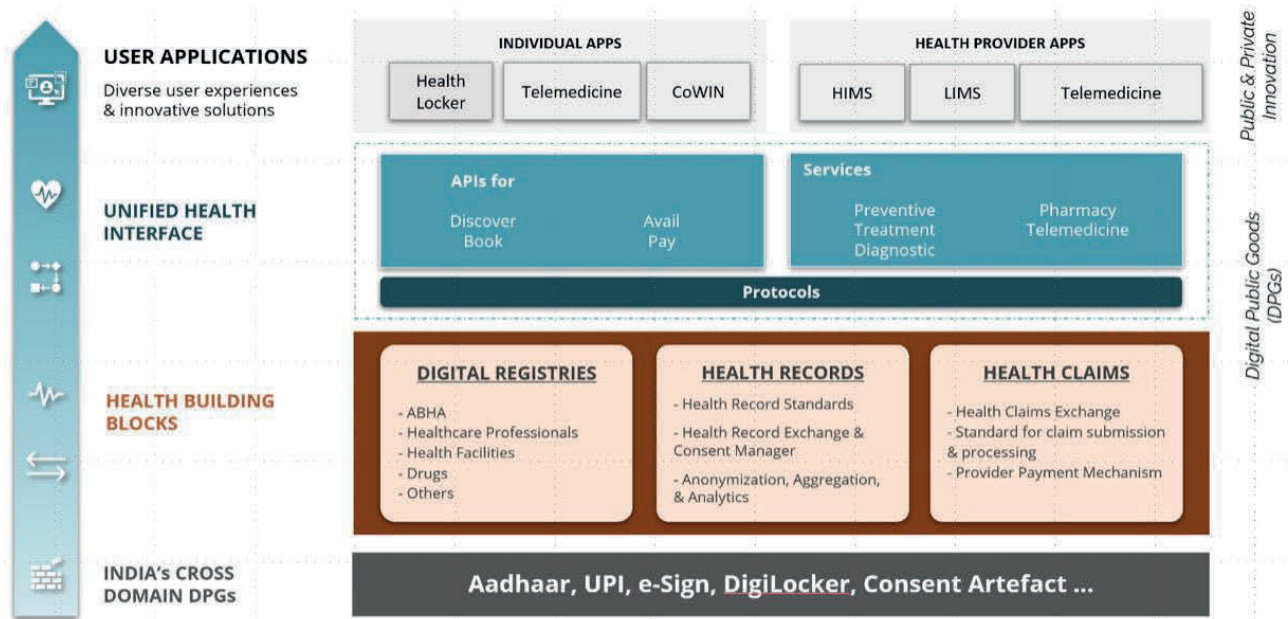 USER APPLICATIONS
Diverse user experiences
& innovative solutions
INDIVIDUAL APPS
Health
Locker
Telemedicine
CoWIN
HEALTH PROVIDER APPS
HIMS
LIMS
Telemedicine
Public & Private
Innovation
UNIFIED HEALTH
INTERFACE
APIs for
Discover
Book
Avail
Pay
Services
Preventive
Treatment
Diagnostic
Pharmacy
Telemedicine
Protocols
Digital Public Goods
(DPGs)
HEALTH BUILDING
BLOCKS
DIGITAL REGISTRIES
- ABHA
- Healthcare Professionals
- Health Facilities
- Drugs
- Others
HEALTH RECORDS
- Health Record Standards
- Health Record Exchange &
Consent Manager
- Anonymization, Aggregation,
& Analytics
HEALTH CLAIMS
- Health Claims Exchange
- Standard for claim submission
& processing
- Provider Payment Mechanism
INDIA's CROSS
DOMAIN DPGs
Aadhaar, UPI, e-Sign, DigiLocker, Consent Artefact ...